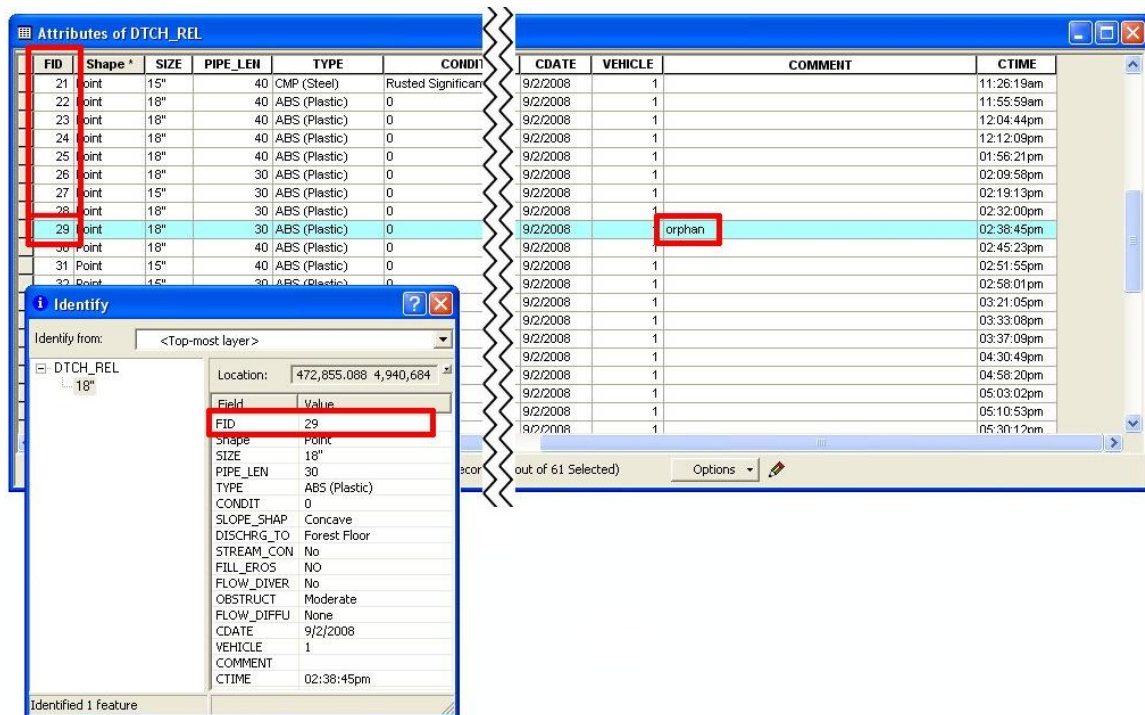 Attributes of DTCH_REL
FID Shape * SIZE PIPE_LEN TYPE CONDIT CDATE VEHICLE COMMENT CTIME
21 Point 15" 40 CMP (Steel) Rusted Significan 9/2/2008 1 11:26:19am
22 Point 18" 40 ABS (Plastic) 0 9/2/2008 1 11:55:59am
23 Point 18" 40 ABS (Plastic) 0 9/2/2008 1 12:04:44pm
24 Point 18" 40 ABS (Plastic) 0 9/2/2008 1 12:12:09pm
25 Point 18" 40 ABS (Plastic) 0 9/2/2008 1 01:56:21pm
26 Point 18" 30 ABS (Plastic) 0 9/2/2008 1 02:09:58pm
27 Point 15" 30 ABS (Plastic) 0 9/2/2008 1 02:19:13pm
28 Point 18" 30 ABS (Plastic) 0 9/2/2008 1 02:32:00pm
29 Point 18" 30 ABS (Plastic) 0 9/2/2008 1 orphan 02:38:45pm
30 Point 18" 40 ABS (Plastic) 0 9/2/2008 1 02:45:23pm
31 Point 15" 40 ABS (Plastic) 0 9/2/2008 1 02:51:55pm
32 Point 15" 30 ABS (Plastic) 0 9/2/2008 1 02:58:01pm
9/2/2008 1 03:21:05pm
9/2/2008 1 03:33:08pm
9/2/2008 1 03:37:09pm
9/2/2008 1 04:30:49pm
9/2/2008 1 04:58:20pm
9/2/2008 1 05:03:02pm
9/2/2008 1 05:10:53pm
9/2/2008 1 05:30:12pm
out of 61 Selected)
Options
Identify
Identify from: <Top-most layer>
DTCH_REL
18"
Location: 472,855.088 4,940,684
Field Value
FID 29
Shape Point
SIZE 18"
PIPE_LEN 30
TYPE ABS (Plastic)
CONDIT 0
SLOPE_SHAP Concave
DISCHRG_TO Forest Floor
STREAM_CON No
FILL_EROS NO
FLOW_DIVER No
OBSTRUCT Moderate
FLOW_DIFFU None
CDATE 9/2/2008
VEHICLE 1
COMMENT
CTIME 02:38:45pm
Identified 1 feature